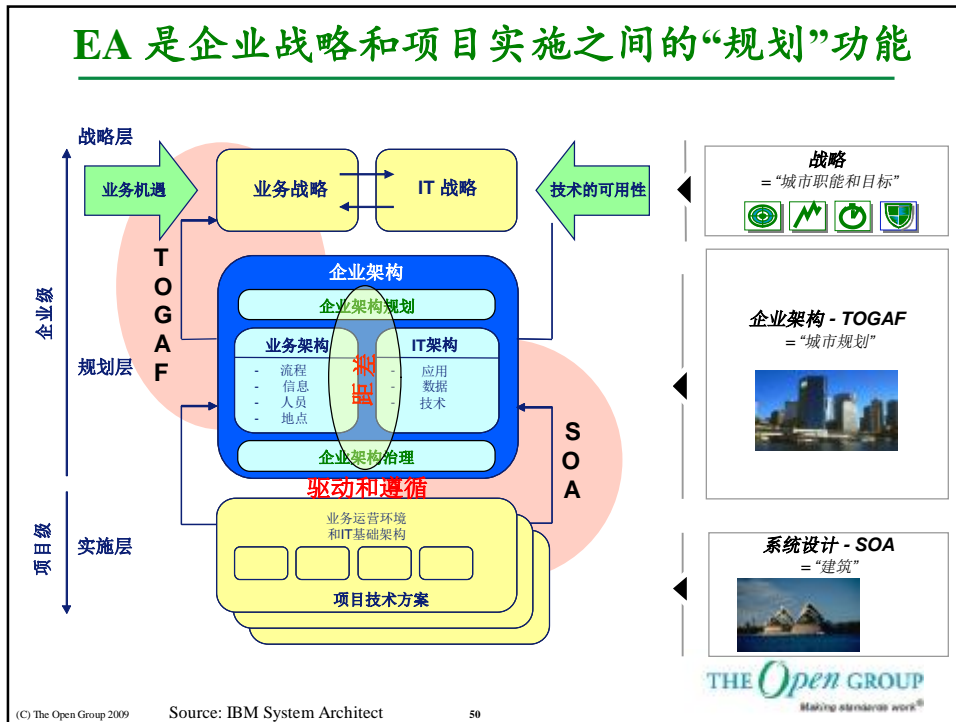 EA 是企业战略和项目实施之间的“规划”功能
战略层
业务机遇
业务战略
IT 战略
技术的可用性
战略
= “城市职能和目标”
TOGAF
企业级
规划层
企业架构
企业架构规划
业务架构
- 流程
- 信息
- 人员
- 地点
差距
IT架构
- 应用
- 数据
- 技术
企业架构治理
企业架构 - TOGAF
= “城市规划”
SOA
驱动和遵循
项目级
实施层
业务运营环境
和IT基础架构
项目技术方案
系统设计 - SOA
= “建筑”
THE Open GROUP
Making standards work®
(C) The Open Group 2009
Source: IBM System Architect
50